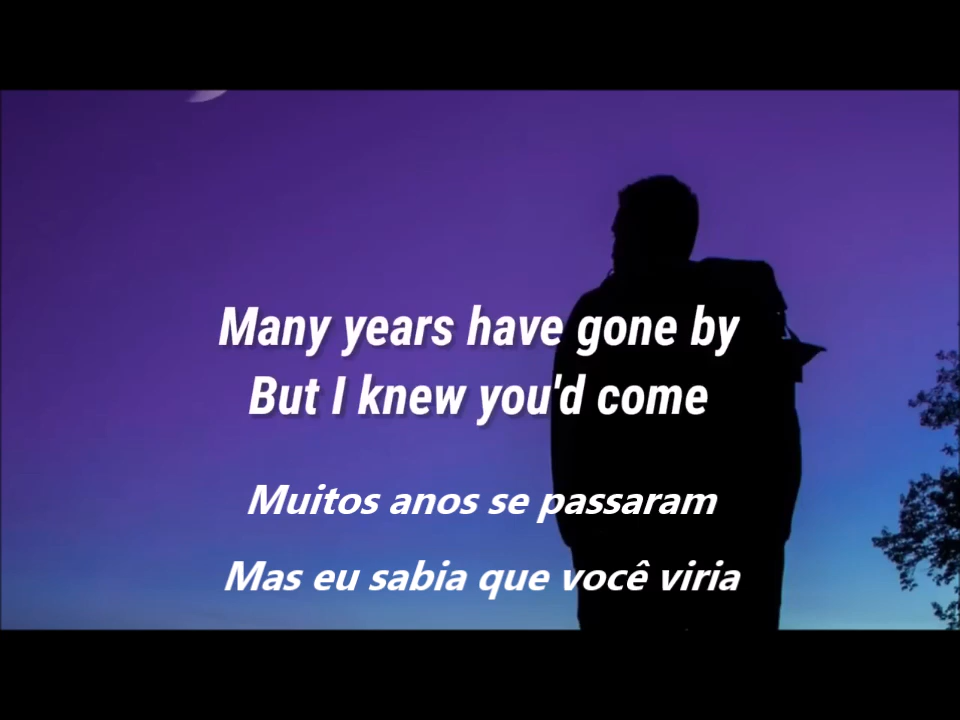 Many years have gone by
But I knew you'd come
Muitos anos se passaram
Mas eu sabia que você viria